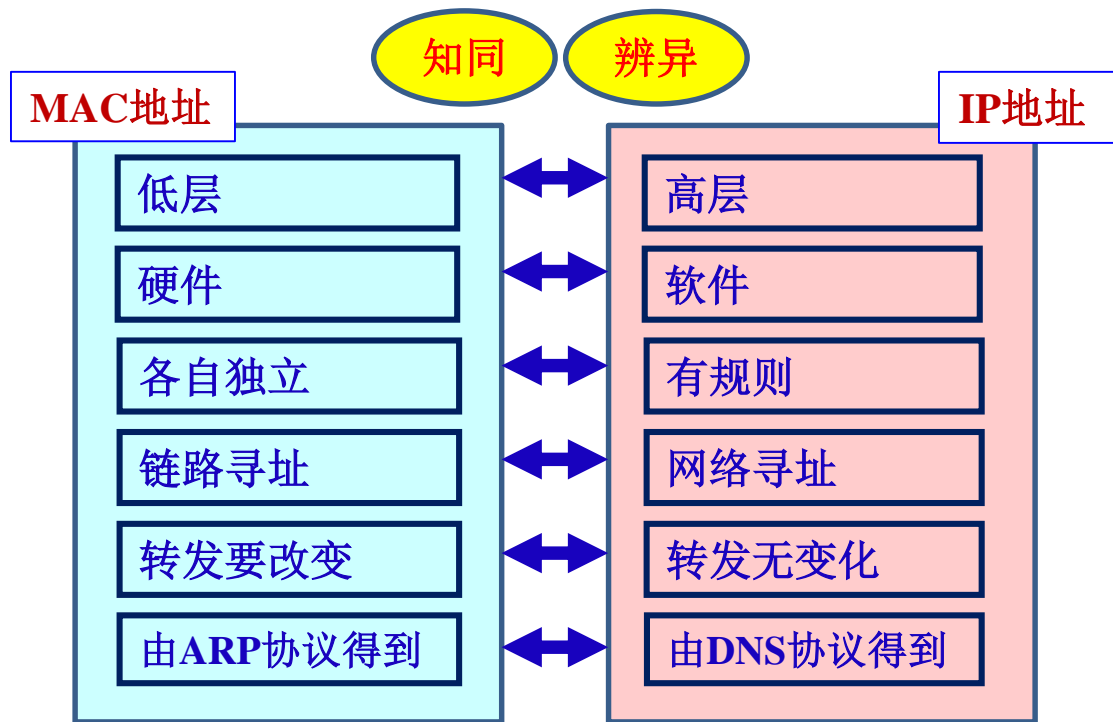 知同 辨异
MAC地址 IP地址
低层 高层
硬件 软件
各自独立 有规则
链路寻址 网络寻址
转发要改变 转发无变化
由ARP协议得到 由DNS协议得到